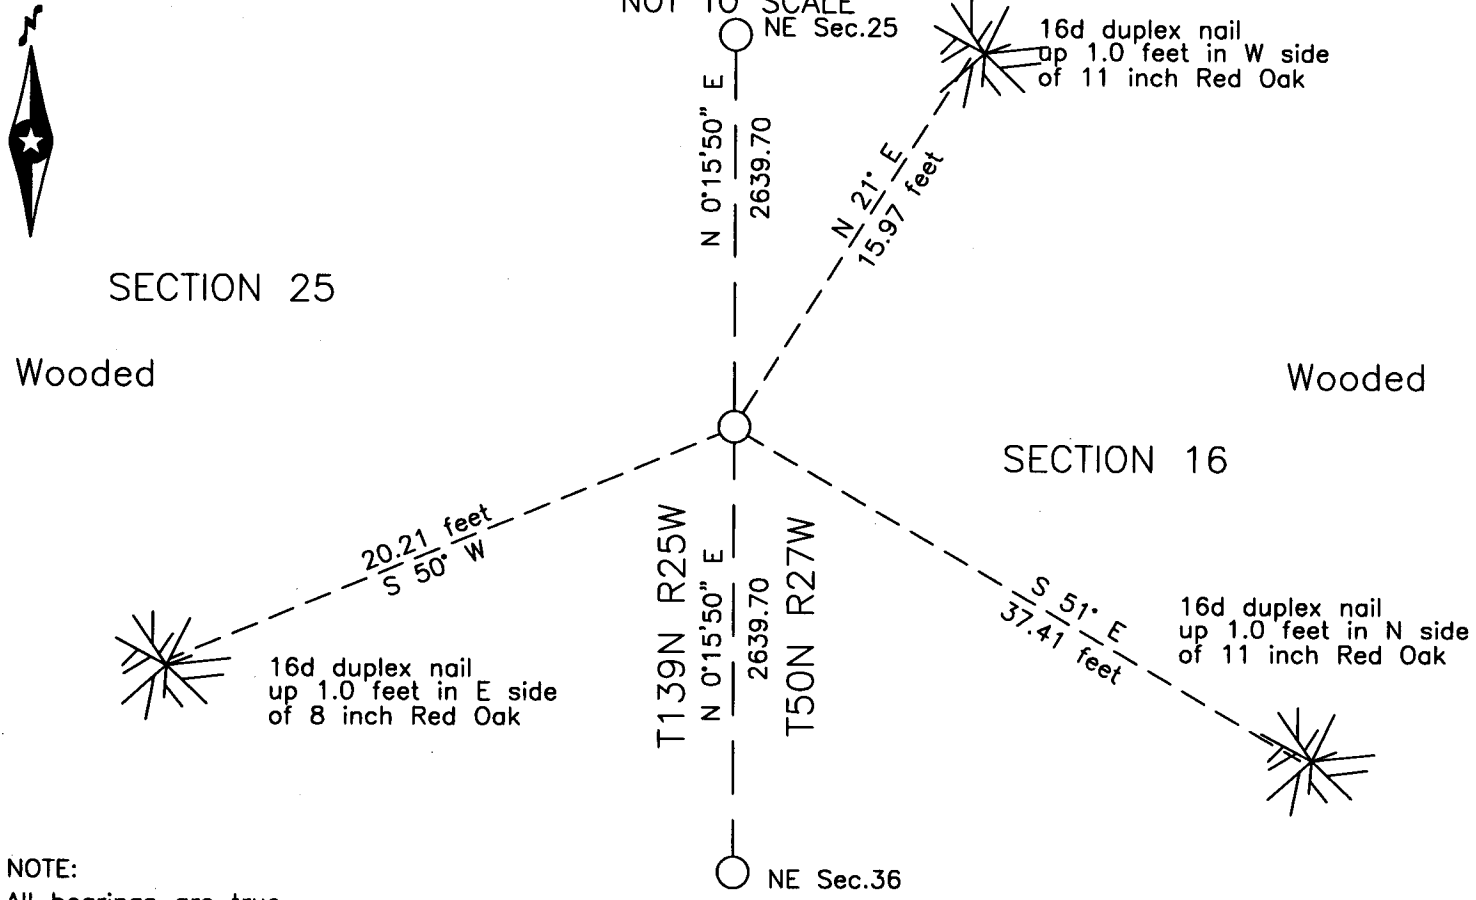 NOT TO SCALE
N
NE Sec.25
16d duplex nail
up 1.0 feet in W side
of 11 inch Red Oak
N 0°15'50" E
2639.70
N 21° E
15.97 feet
SECTION 25
Wooded
Wooded
SECTION 16
20.21 feet
S 50° W
T139N R25W
N 0°15'50" E
2639.70
T50N R27W
S 51° E
37.41 feet
16d duplex nail
up 1.0 feet in N side
of 11 inch Red Oak
16d duplex nail
up 1.0 feet in E side
of 8 inch Red Oak
NOTE:
All bearings are true
NE Sec.36